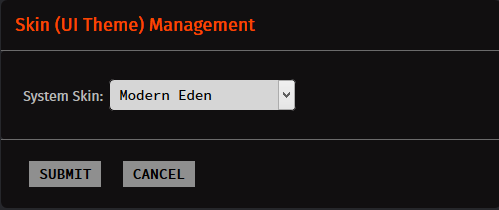 Skin (UI Theme) Management
System Skin: Modern Eden
SUBMIT CANCEL